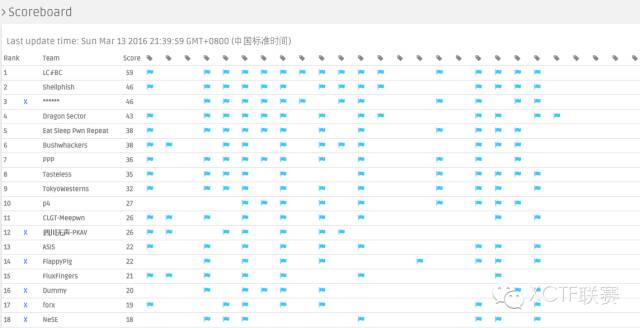 Scoreboard
Last update time: Sun Mar 13 2016 21:39:59 GMT+0800 (中国标准时间)
Rank Team Score
1 LC↯BC 59
2 Shellphish 46
3 X ****** 46
4 Dragon Sector 43
5 Eat Sleep Pwn Repeat 38
6 Bushwhackers 38
7 PPP 36
8 Tasteless 35
9 TokyoWesterns 32
10 p4 27
11 CLGT-Meepwn 26
12 X 四川无声-PKAV 26
13 ASIS 22
14 X FlappyPig 22
15 FluxFingers 21
16 X Dummy 20
17 X forx 19
18 X NeSE 18
XCTF联赛